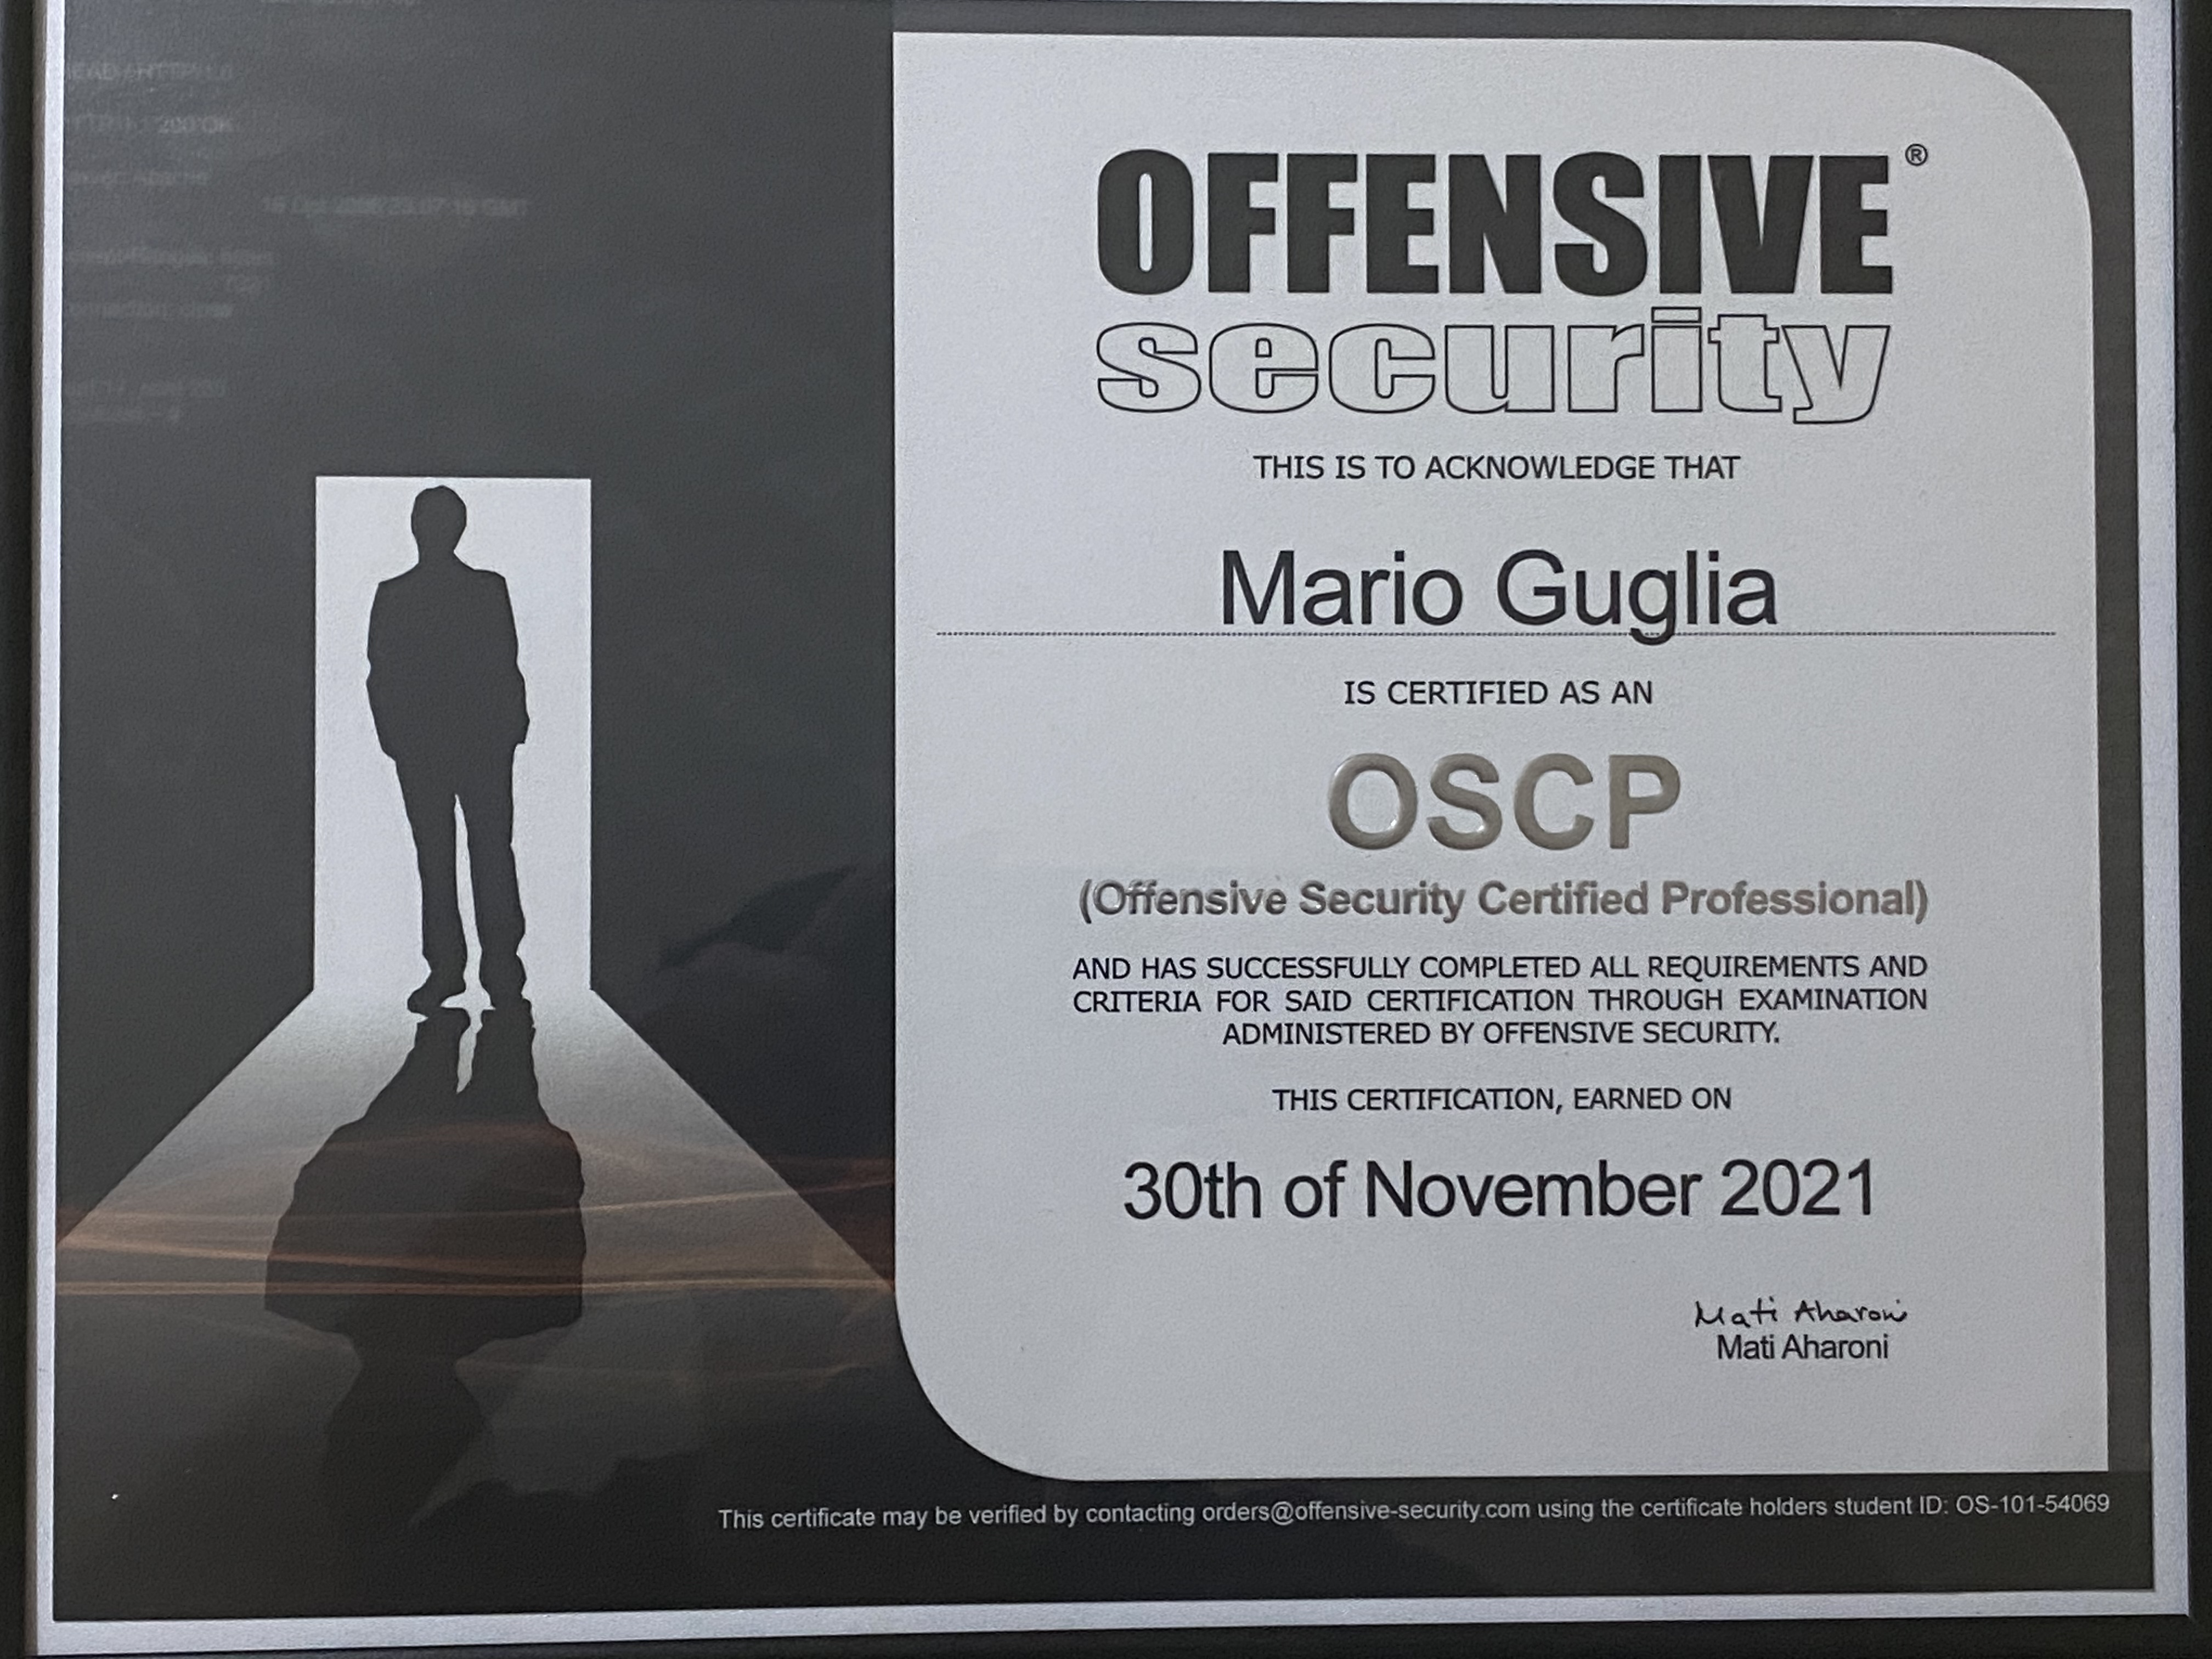 200 OK
OFFENSIVE®
security
THIS IS TO ACKNOWLEDGE THAT
Mario Guglia
IS CERTIFIED AS AN
OSCP
(Offensive Security Certified Professional)
AND HAS SUCCESSFULLY COMPLETED ALL REQUIREMENTS AND
CRITERIA FOR SAID CERTIFICATION THROUGH EXAMINATION
ADMINISTERED BY OFFENSIVE SECURITY.
THIS CERTIFICATION, EARNED ON
30th of November 2021
Mati Aharoni
Mati Aharoni
This certificate may be verified by contacting orders@offensive-security.com using the certificate holders student ID: OS-101-54069